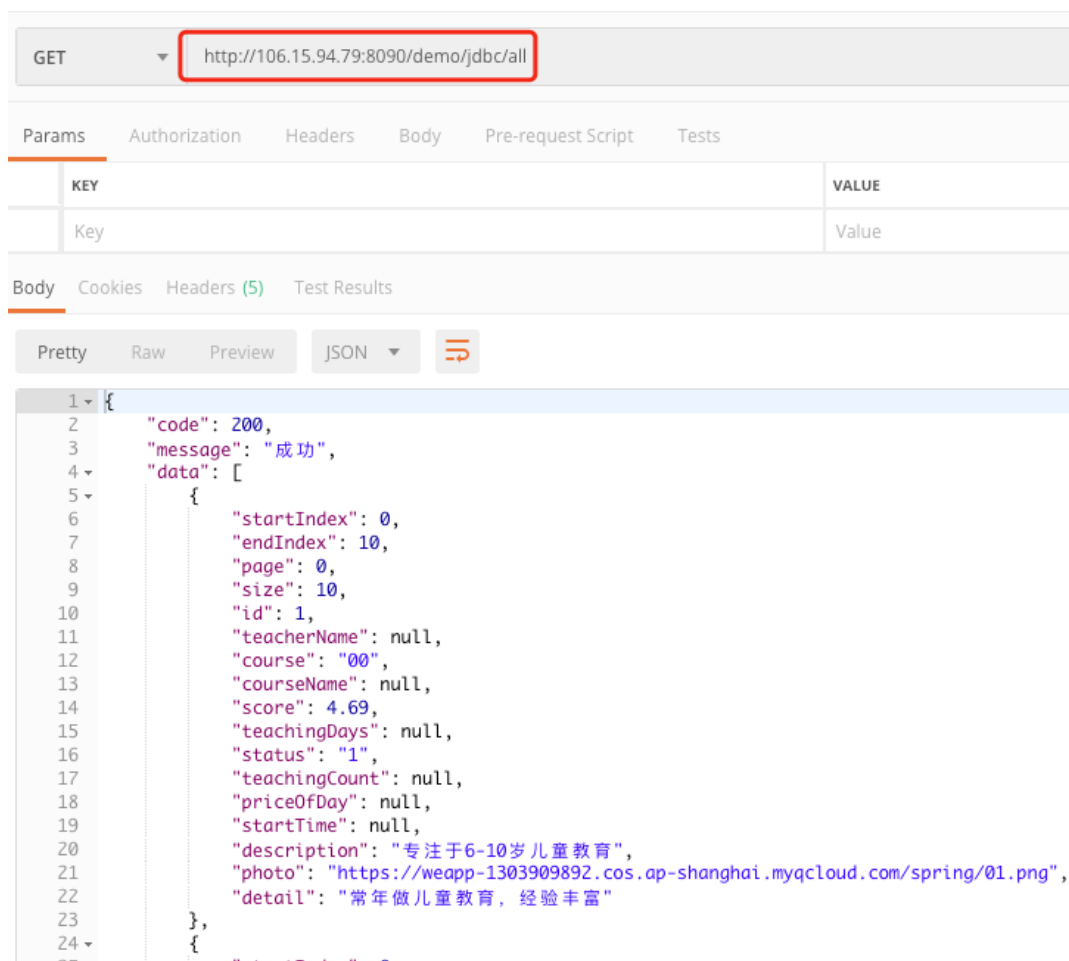 GET http://106.15.94.79:8090/demo/jdbc/all
Params Authorization Headers Body Pre-request Script Tests
KEY VALUE
Key Value
Body Cookies Headers (5) Test Results
Pretty Raw Preview JSON
1 {
2 "code": 200,
3 "message": "成功",
4 "data": [
5 {
6 "startIndex": 0,
7 "endIndex": 10,
8 "page": 0,
9 "size": 10,
10 "id": 1,
11 "teacherName": null,
12 "course": "00",
13 "courseName": null,
14 "score": 4.69,
15 "teachingDays": null,
16 "status": "1",
17 "teachingCount": null,
18 "priceOfDay": null,
19 "startTime": null,
20 "description": "专注于6-10岁儿童教育",
21 "photo": "https://weapp-1303909892.cos.ap-shanghai.myqcloud.com/spring/01.png",
22 "detail": "常年做儿童教育, 经验丰富"
23 },
24 {